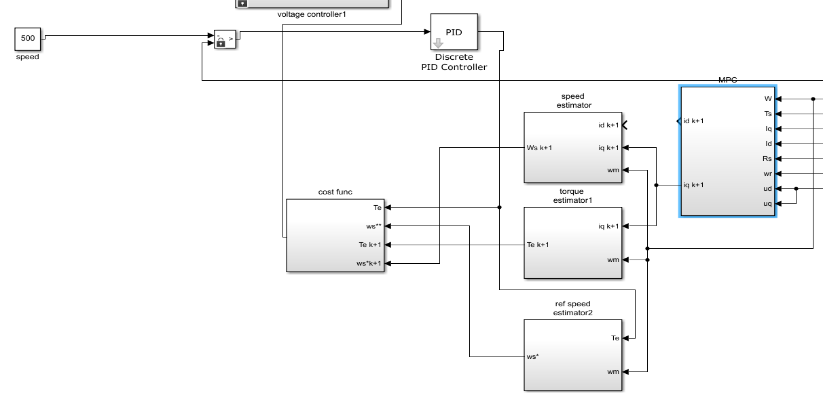 voltage controller1
500
speed
PID
Discrete
PID Controller
MPC
W
Ts
Iq
Id
Rs
wr
ud
uq
id k+1
iq k+1
speed
estimator
id k+1
Ws k+1
iq k+1
wm
cost func
Te
ws**
Te k+1
ws*k+1
torque
estimator1
iq k+1
Te k+1
wm
ref speed
estimator2
Te
ws*
wm